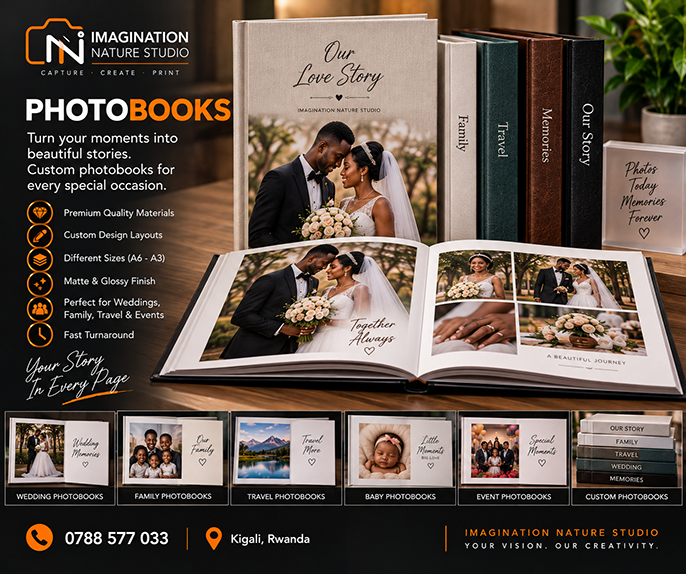 IMAGINATION
NATURE STUDIO
CAPTURE · CREATE · PRINT
PHOTOBOOKS
Turn your moments into
beautiful stories.
Custom photobooks for
every special occasion.
Premium Quality Materials
Custom Design Layouts
Different Sizes (A6 - A3)
Matte & Glossy Finish
Perfect for Weddings,
Family, Travel & Events
Fast Turnaround
Your Story
In Every Page
Our
Love Story
IMAGINATION NATURE STUDIO
Family
Travel
Memories
Our Story
Photos
Today
Memories
Forever
Together
Always
A BEAUTIFUL JOURNEY
Wedding
Memories
WEDDING PHOTOBOOKS
Our
Family
FAMILY PHOTOBOOKS
Travel
More
TRAVEL PHOTOBOOKS
Little
Moments
BIG LOVE
BABY PHOTOBOOKS
Special
Moments
EVENT PHOTOBOOKS
OUR STORY
FAMILY
TRAVEL
WEDDING
MEMORIES
CUSTOM PHOTOBOOKS
0788 577 033
Kigali, Rwanda
IMAGINATION NATURE STUDIO
YOUR VISION. OUR CREATIVITY.